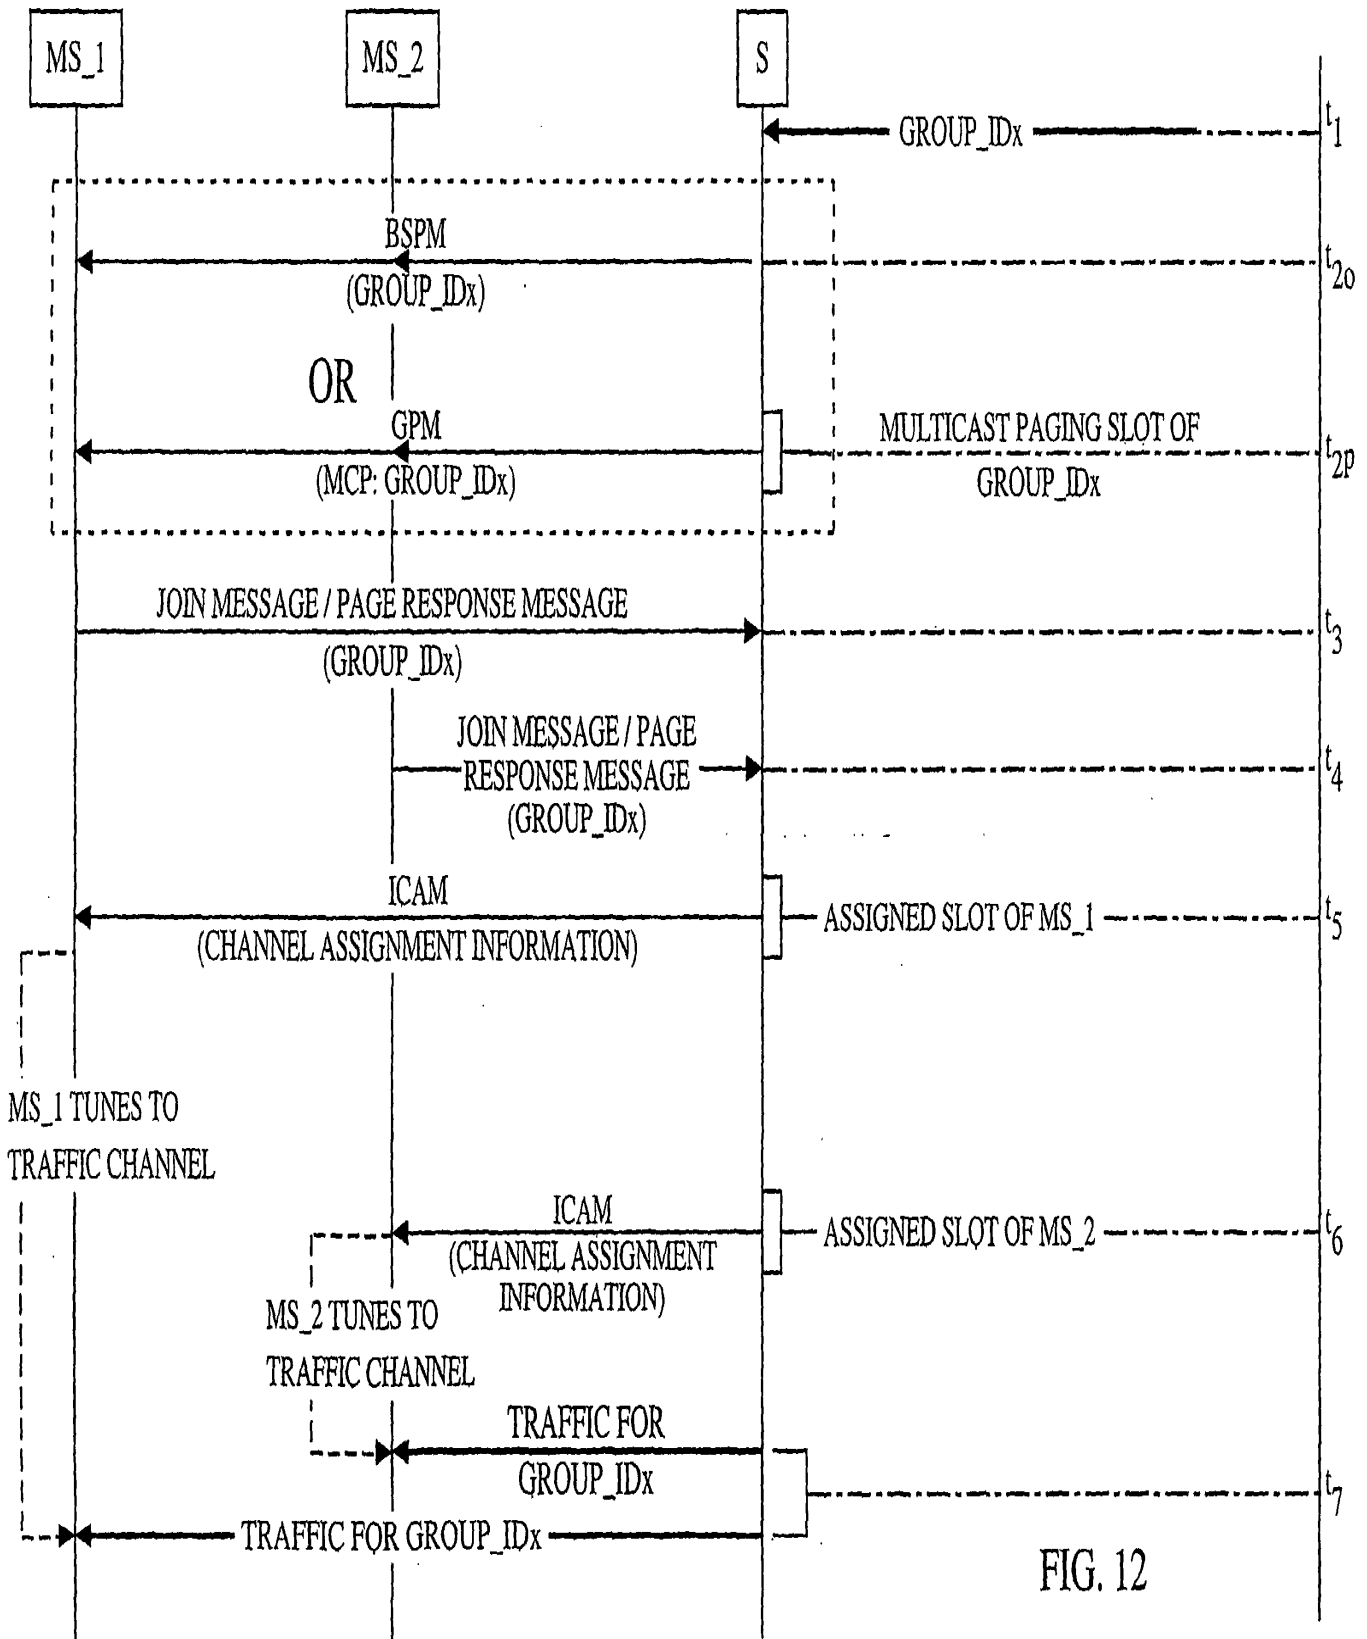 MS_1
MS_2
S
GROUP_IDx
t1
BSPM
(GROUP_IDx)
t2o
OR
GPM
(MCP: GROUP_IDx)
MULTICAST PAGING SLOT OF
GROUP_IDx
t2p
JOIN MESSAGE / PAGE RESPONSE MESSAGE
(GROUP_IDx)
t3
JOIN MESSAGE / PAGE
RESPONSE MESSAGE
(GROUP_IDx)
t4
ICAM
(CHANNEL ASSIGNMENT INFORMATION)
ASSIGNED SLOT OF MS_1
t5
MS_1 TUNES TO
TRAFFIC CHANNEL
ICAM
(CHANNEL ASSIGNMENT
INFORMATION)
ASSIGNED SLOT OF MS_2
t6
MS_2 TUNES TO
TRAFFIC CHANNEL
TRAFFIC FOR
GROUP_IDx
t7
TRAFFIC FOR GROUP_IDx
FIG. 12